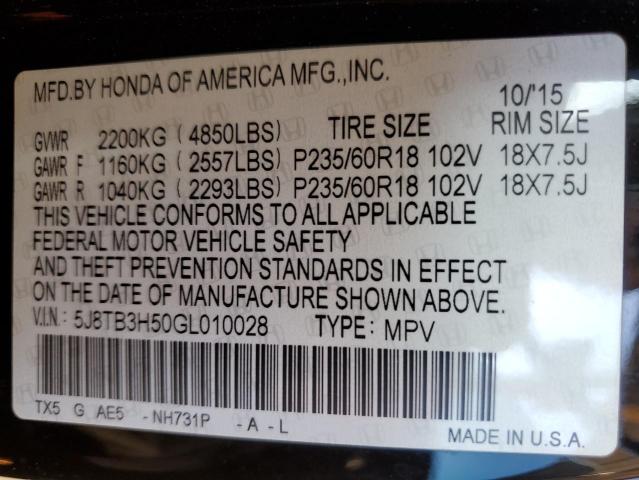 MFD.BY HONDA OF AMERICA MFG.,INC.
10/'15
GVWR 2200KG (4850LBS) TIRE SIZE RIM SIZE
GAWR F 1160KG (2557LBS) P235/60R18 102V 18X7.5J
GAWR R 1040KG (2293LBS) P235/60R18 102V 18X7.5J
THIS VEHICLE CONFORMS TO ALL APPLICABLE
FEDERAL MOTOR VEHICLE SAFETY
AND THEFT PREVENTION STANDARDS IN EFFECT
ON THE DATE OF MANUFACTURE SHOWN ABOVE.
V.I.N.: 5J8TB3H50GL010028 TYPE: MPV
TX5 G AE5 - NH731P - A - L
MADE IN U.S.A.